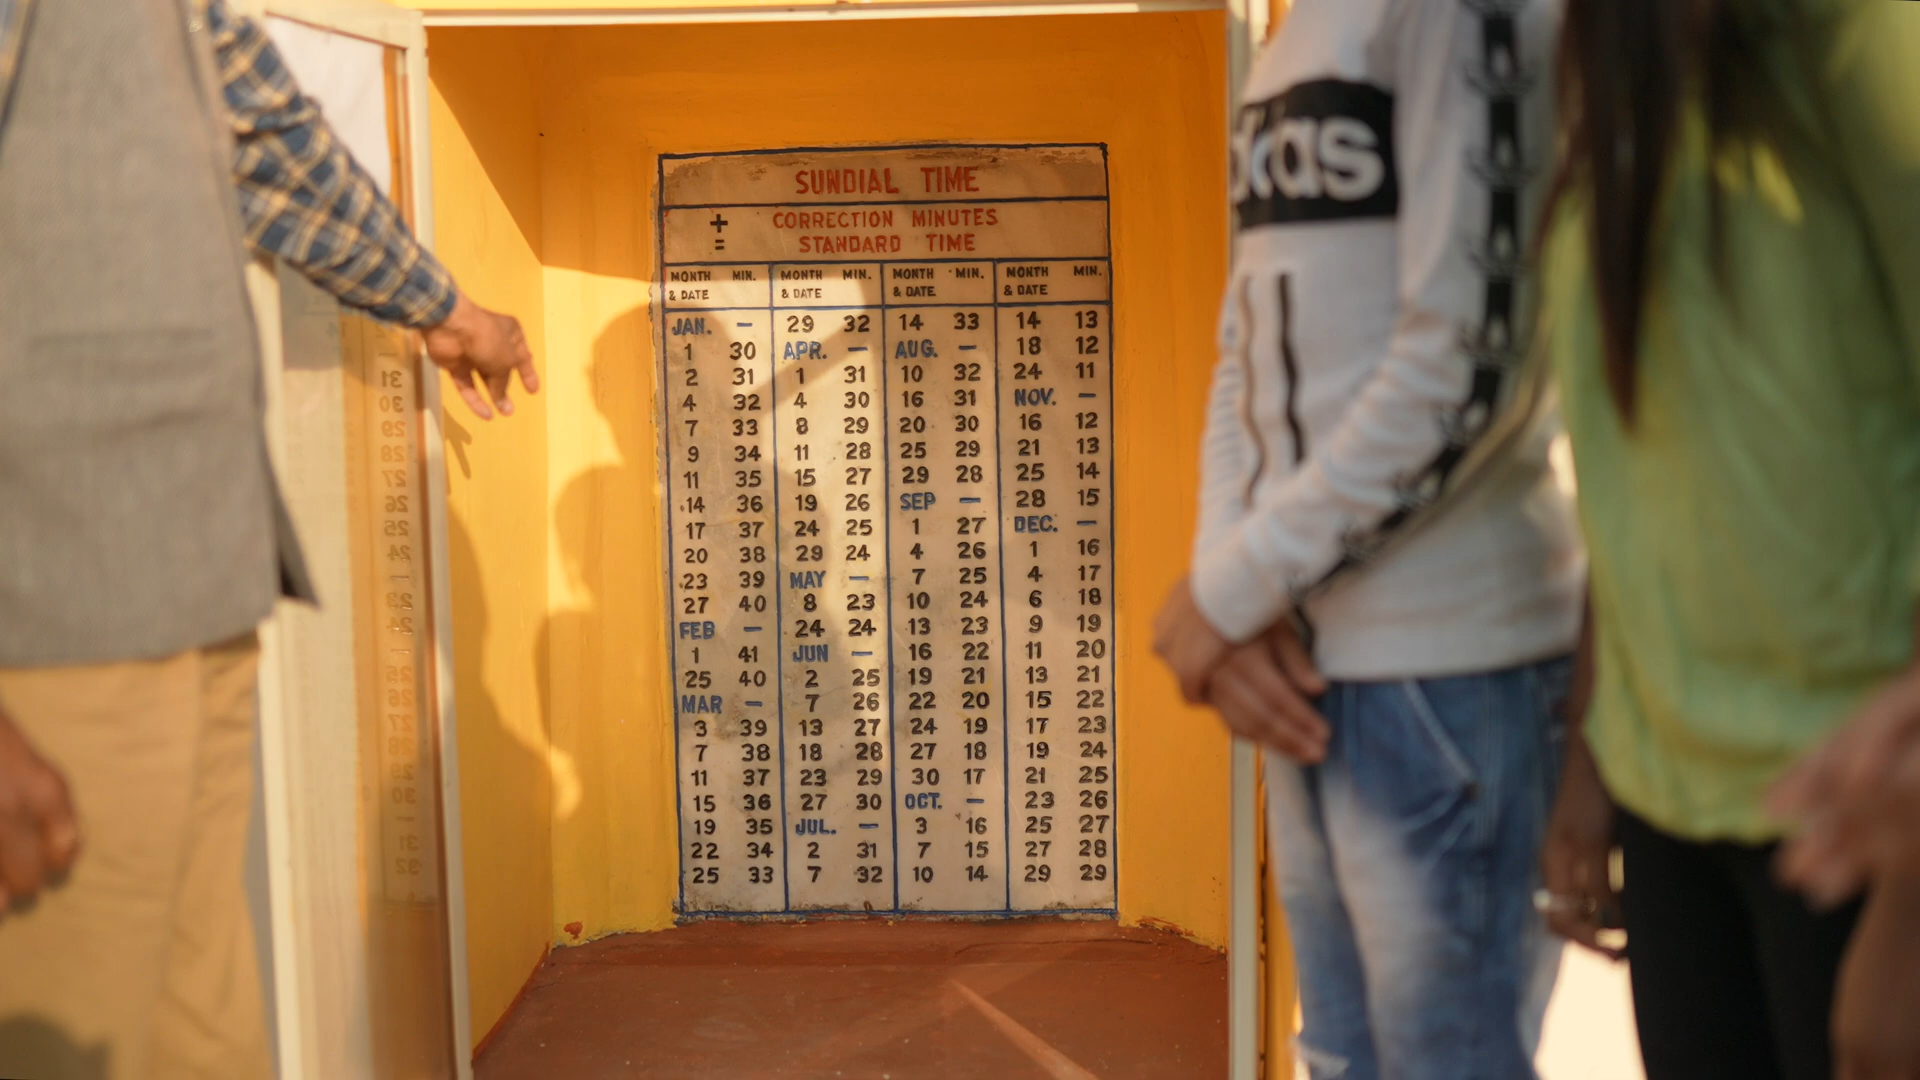 SUNDIAL TIME
+ CORRECTION MINUTES
= STANDARD TIME
MONTH & DATE MIN. MONTH & DATE MIN. MONTH & DATE MIN. MONTH & DATE MIN.
JAN. — 29 32 14 33 14 13
1 30 APR. — AUG. — 18 12
2 31 1 31 10 32 24 11
4 32 4 30 16 31 NOV. —
7 33 8 29 20 30 16 12
9 34 11 28 25 29 21 13
11 35 15 27 29 28 25 14
14 36 19 26 SEP — 28 15
17 37 24 25 1 27 DEC. —
20 38 29 24 4 26 1 16
23 39 MAY — 7 25 4 17
27 40 8 23 10 24 6 18
FEB — 24 24 13 23 9 19
1 41 JUN — 16 22 11 20
25 40 2 25 19 21 13 21
MAR — 7 26 22 20 15 22
3 39 13 27 24 19 17 23
7 38 18 28 27 18 19 24
11 37 23 29 30 17 21 25
15 36 27 30 OCT. — 23 26
19 35 JUL. — 3 16 25 27
22 34 2 31 7 15 27 28
25 33 7 32 10 14 29 29